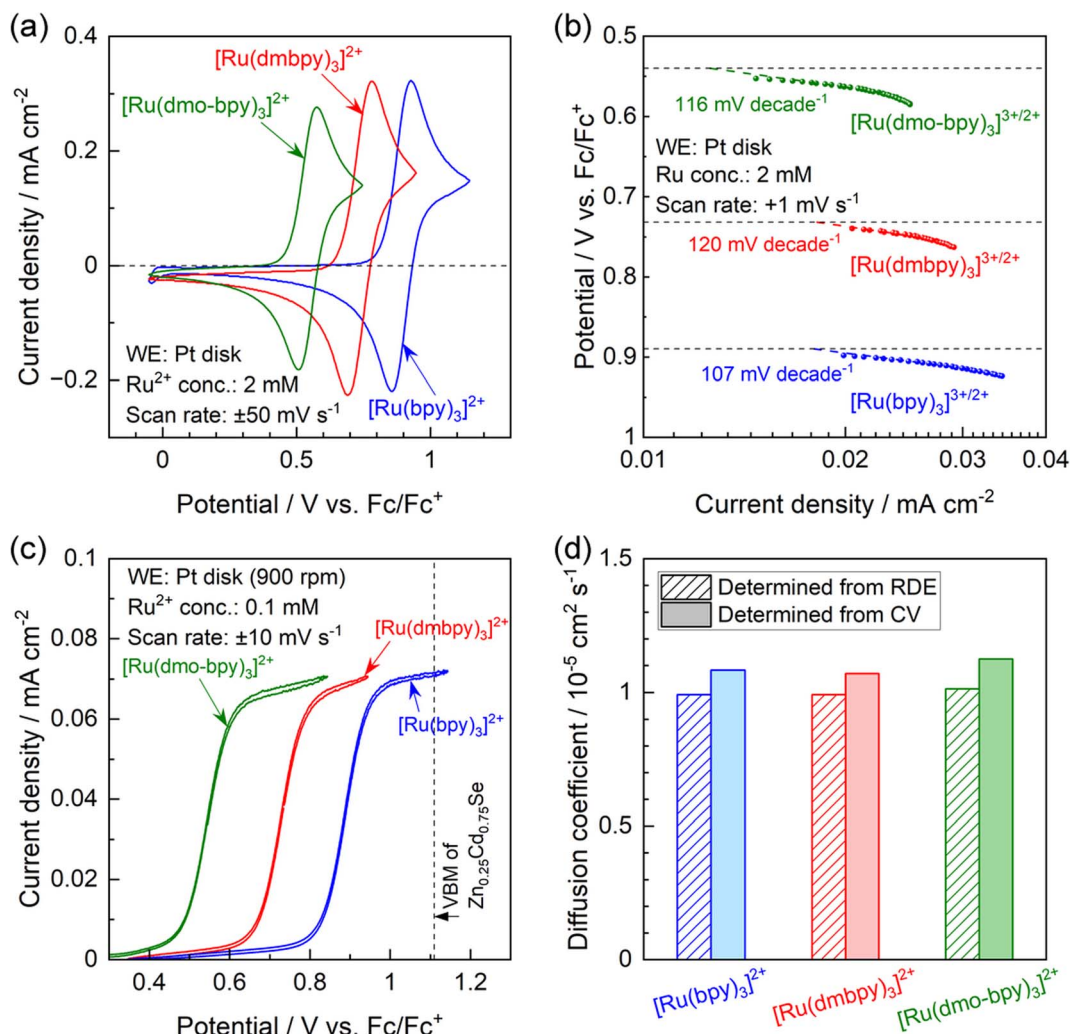 (a)
0.4
0.2
0
−0.2
Current density / mA cm⁻²
[Ru(dmbpy)₃]²⁺
[Ru(dmo-bpy)₃]²⁺
WE: Pt disk
Ru²⁺ conc.: 2 mM
Scan rate: ±50 mV s⁻¹
[Ru(bpy)₃]²⁺
0 0.5 1
Potential / V vs. Fc/Fc⁺
(b)
0.5
0.6
0.7
0.8
0.9
1
Potential / V vs. Fc/Fc⁺
116 mV decade⁻¹
[Ru(dmo-bpy)₃]³⁺/²⁺
WE: Pt disk
Ru conc.: 2 mM
Scan rate: +1 mV s⁻¹
120 mV decade⁻¹
[Ru(dmbpy)₃]³⁺/²⁺
107 mV decade⁻¹
[Ru(bpy)₃]³⁺/²⁺
0.01 0.02 0.03 0.04
Current density / mA cm⁻²
(c)
0.1
0.08
0.06
0.04
0.02
0
Current density / mA cm⁻²
WE: Pt disk (900 rpm)
Ru²⁺ conc.: 0.1 mM
Scan rate: ±10 mV s⁻¹
[Ru(dmbpy)₃]²⁺
[Ru(dmo-bpy)₃]²⁺
[Ru(bpy)₃]²⁺
VBM of
Zn₀.₂₅Cd₀.₇₅Se
0.4 0.6 0.8 1 1.2
Potential / V vs. Fc/Fc⁺
(d)
1.5
1
0.5
0
Diffusion coefficient / 10⁻⁵ cm² s⁻¹
Determined from RDE
Determined from CV
[Ru(bpy)₃]²⁺
[Ru(dmbpy)₃]²⁺
[Ru(dmo-bpy)₃]²⁺